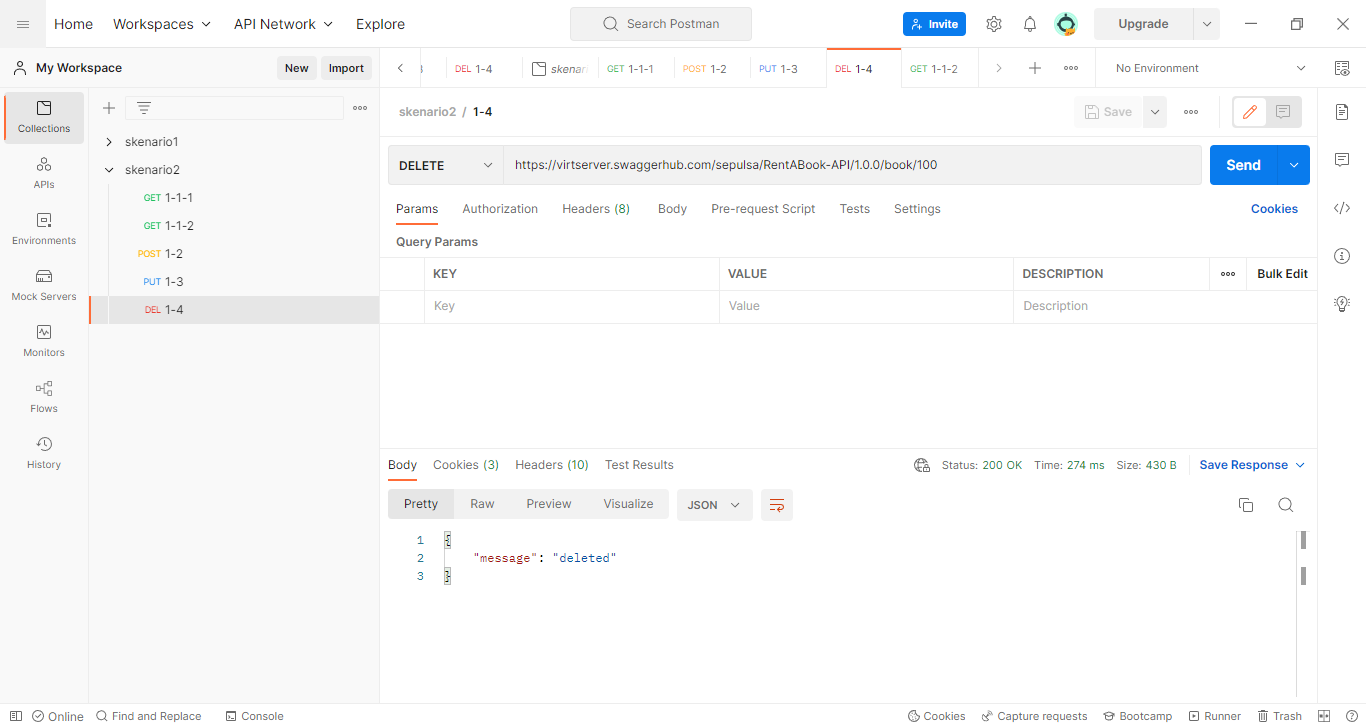 Home Workspaces API Network Explore Search Postman Invite Upgrade
My Workspace New Import DEL 1-4 skenari GET 1-1-1 POST 1-2 PUT 1-3 DEL 1-4 GET 1-1-2 No Environment
Collections
APIs
Environments
Mock Servers
Monitors
Flows
History
skenario1
skenario2
GET 1-1-1
GET 1-1-2
POST 1-2
PUT 1-3
DEL 1-4
skenario2 / 1-4 Save
DELETE https://virtserver.swaggerhub.com/sepulsa/RentABook-API/1.0.0/book/100 Send
Params Authorization Headers (8) Body Pre-request Script Tests Settings Cookies
Query Params
KEY VALUE DESCRIPTION Bulk Edit
Key Value Description
Body Cookies (3) Headers (10) Test Results Status: 200 OK Time: 274 ms Size: 430 B Save Response
Pretty Raw Preview Visualize JSON
1 {
2 "message": "deleted"
3 }
Online Find and Replace Console Cookies Capture requests Bootcamp Runner Trash